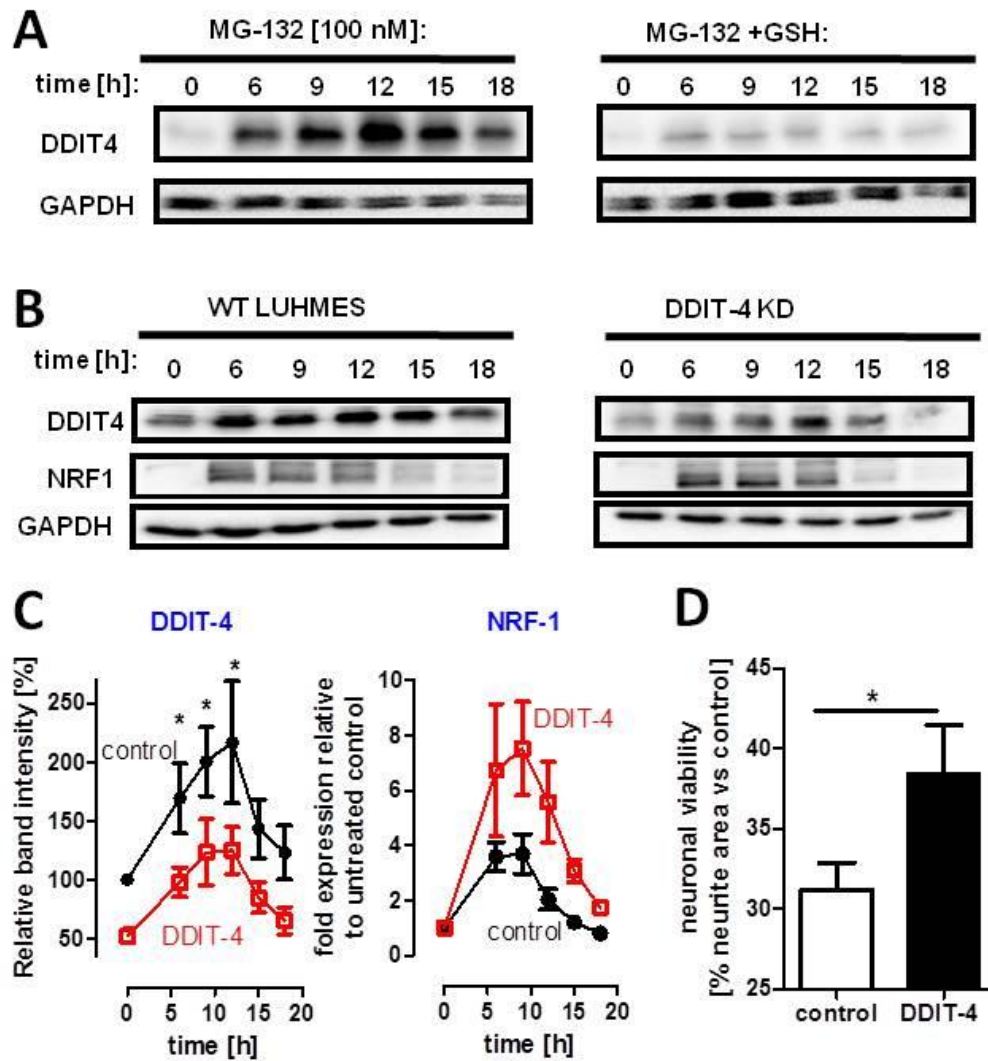 A
MG-132 [100 nM]:
MG-132 +GSH:
time [h]: 0 6 9 12 15 18 0 6 9 12 15 18
DDIT4
GAPDH
B
WT LUHMES
DDIT-4 KD
time [h]: 0 6 9 12 15 18 0 6 9 12 15 18
DDIT4
NRF1
GAPDH
C
DDIT-4
Relative band intensity [%]
250
200
150
100
50
* * *
control
DDIT-4
0 5 10 15 20
time [h]
NRF-1
fold expression relative
to untreated control
10
8
6
4
2
0
DDIT-4
control
0 5 10 15 20
time [h]
D
neuronal viability
[% neurite area vs control]
45
40
35
30
25
*
control DDIT-4